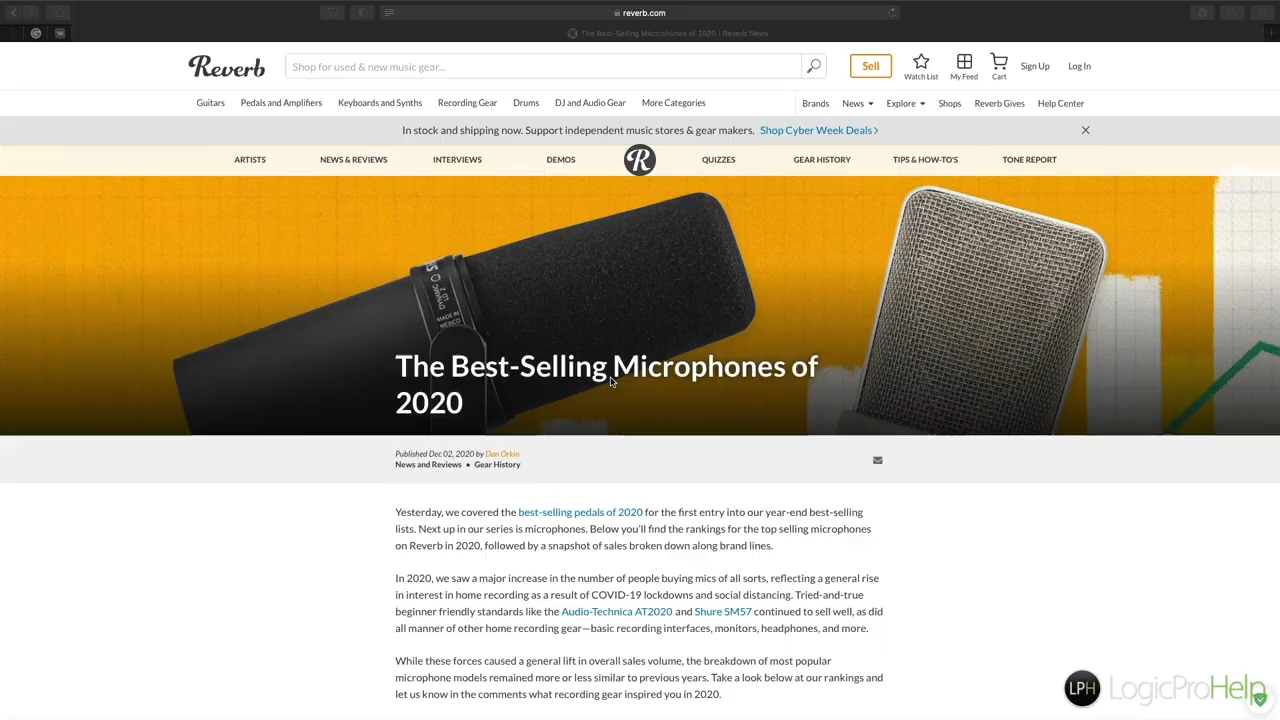 reverb.com
The Best-Selling Microphones of 2020 | Reverb News
Reverb
Shop for used & new music gear...
Sell
Watch List
My Feed
Cart
Sign Up
Log In
Guitars
Pedals and Amplifiers
Keyboards and Synths
Recording Gear
Drums
DJ and Audio Gear
More Categories
Brands
News
Explore
Shops
Reverb Gives
Help Center
In stock and shipping now. Support independent music stores & gear makers. Shop Cyber Week Deals
ARTISTS
NEWS & REVIEWS
INTERVIEWS
DEMOS
R
QUIZZES
GEAR HISTORY
TIPS & HOW-TO'S
TONE REPORT
DYNAMIC
LO Z
MADE IN
MEXICO
The Best-Selling Microphones of
2020
Published Dec 02, 2020 by Dan Orkin
News and Reviews • Gear History
Yesterday, we covered the best-selling pedals of 2020 for the first entry into our year-end best-selling
lists. Next up in our series is microphones. Below you'll find the rankings for the top selling microphones
on Reverb in 2020, followed by a snapshot of sales broken down along brand lines.
In 2020, we saw a major increase in the number of people buying mics of all sorts, reflecting a general rise
in interest in home recording as a result of COVID-19 lockdowns and social distancing. Tried-and-true
beginner friendly standards like the Audio-Technica AT2020 and Shure SM57 continued to sell well, as did
all manner of other home recording gear—basic recording interfaces, monitors, headphones, and more.
While these forces caused a general lift in overall sales volume, the breakdown of most popular
microphone models remained more or less similar to previous years. Take a look below at our rankings and
let us know in the comments what recording gear inspired you in 2020.
LPH LogicProHelp